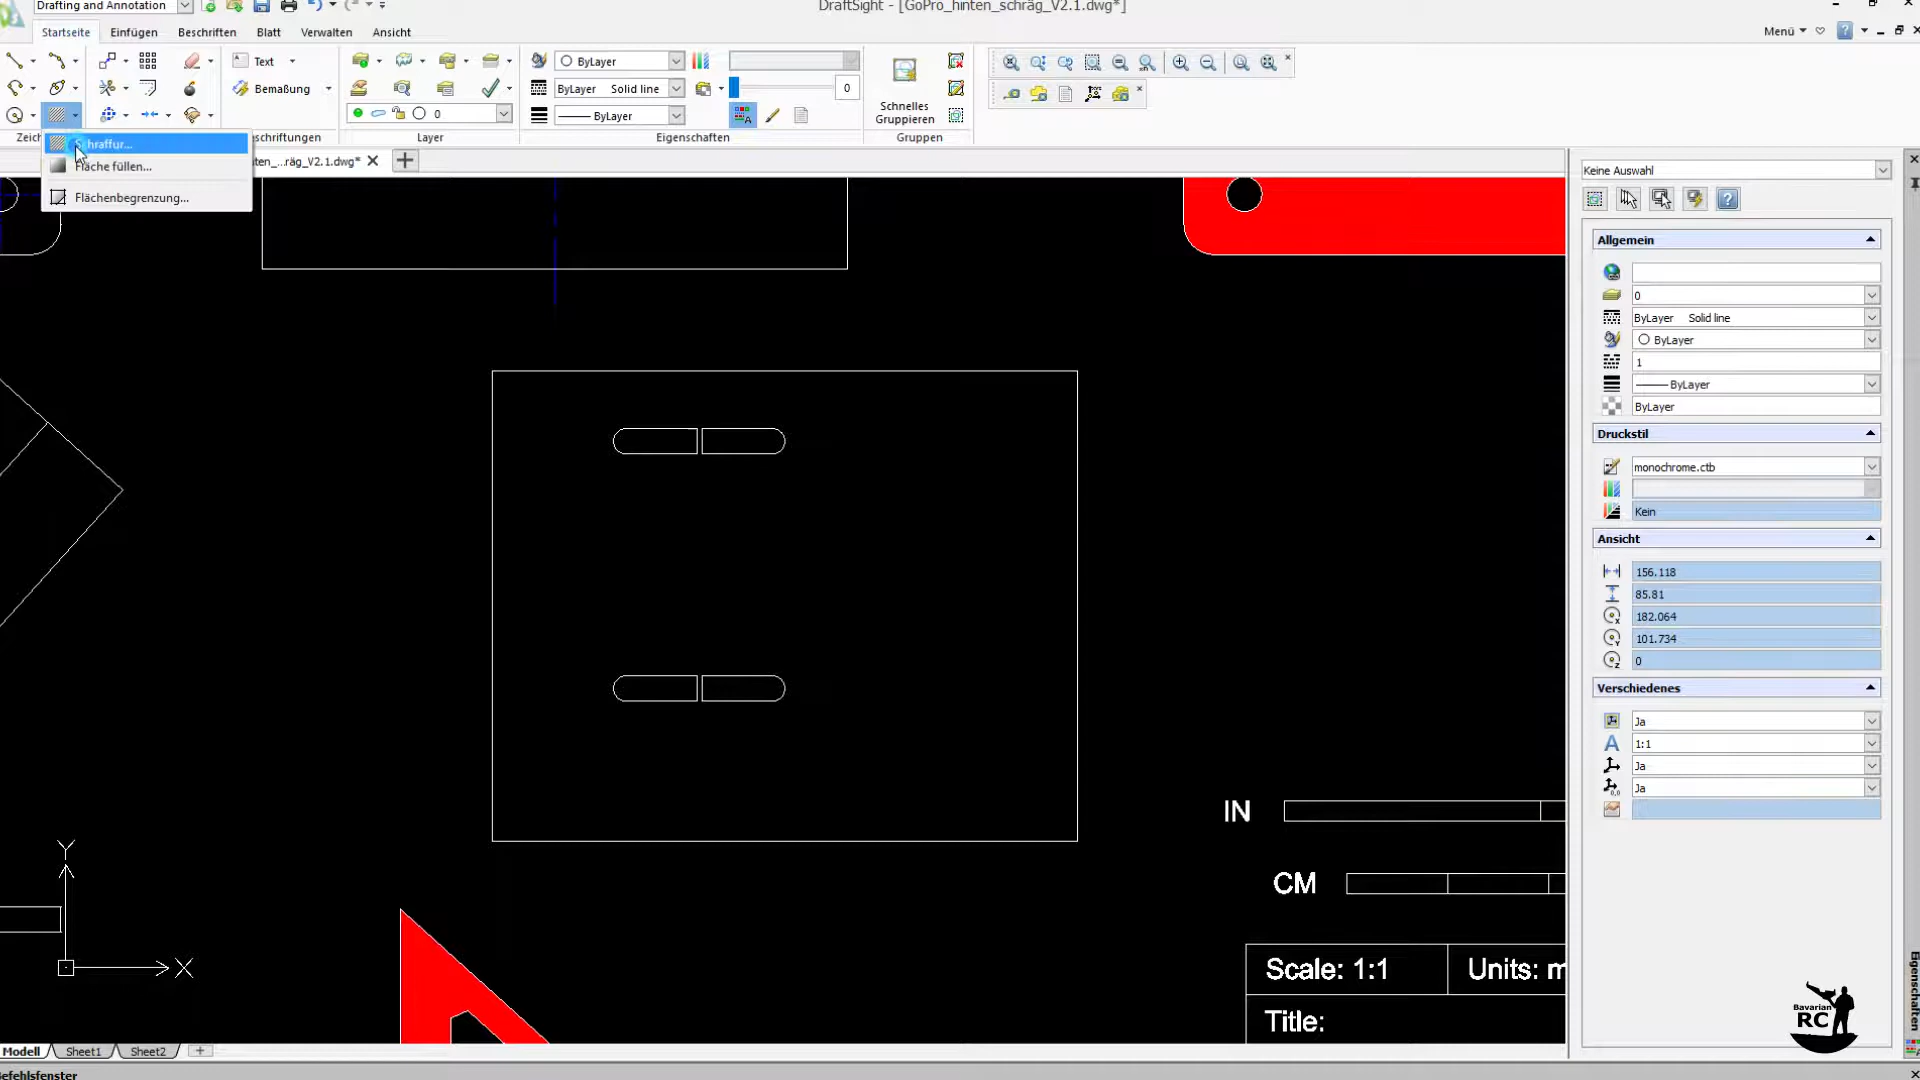 Drafting and Annotation
DraftSight - [GoPro_hinten_schräg_V2.1.dwg*]
Startseite Einfügen Beschriften Blatt Verwalten Ansicht
Menü
Text
ByLayer
Bemaßung
ByLayer Solid line
0
0
ByLayer
Schnelles
Gruppieren
Zeich
schriftungen
Layer
Eigenschaften
Gruppen
Schraffur...
Fläche füllen...
Flächenbegrenzung...
nten_...räg_V2.1.dwg*
Keine Auswahl
Allgemein
0
ByLayer Solid line
ByLayer
1
ByLayer
ByLayer
Druckstil
monochrome.ctb
Kein
Ansicht
156.118
85.81
182.064
101.734
0
Verschiedenes
Ja
1:1
Ja
Ja
IN
CM
Scale: 1:1
Units: m
Title:
Y
X
Bavarian
RC
Eigenschaften
Modell Sheet1 Sheet2
Befehlsfenster